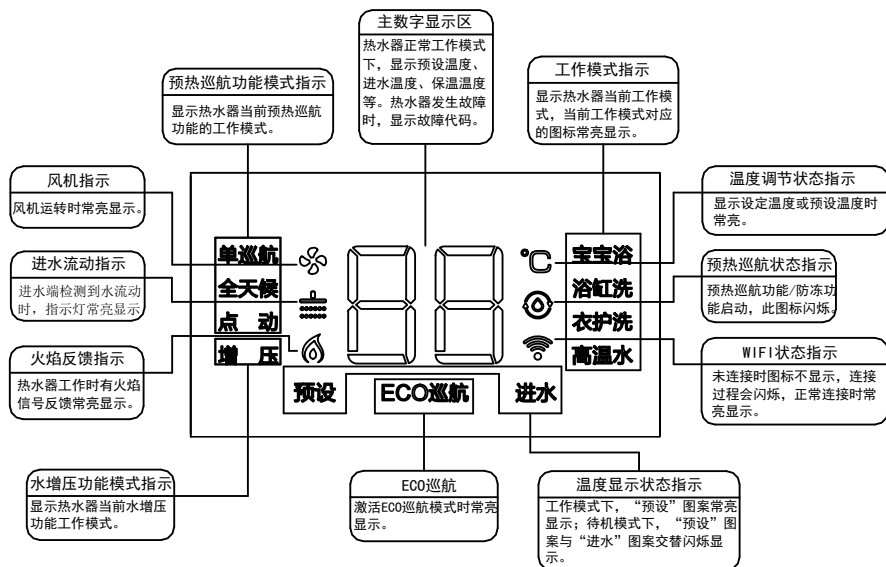 主数字显示区
热水器正常工作模式
下，显示预设温度、
进水温度、保温温度
等。热水器发生故障
时，显示故障代码。
预热巡航功能模式指示
显示热水器当前预热巡航
功能的工作模式。
工作模式指示
显示热水器当前工作模
式，当前工作模式对应
的图标常亮显示。
风机指示
风机运转时常亮显示。
温度调节状态指示
显示设定温度或预设温度时
常亮。
进水流动指示
进水端检测到水流动
时，指示灯常亮显示
预热巡航状态指示
预热巡航功能/防冻功
能启动，此图标闪烁。
火焰反馈指示
热水器工作时有火焰
信号反馈常亮显示。
WIFI状态指示
未连接时图标不显示，连接
过程会闪烁，正常连接时常
亮显示。
单巡航
全天候
点 动
增 压
88
℃
宝宝浴
浴缸洗
衣护洗
高温水
预设
ECO巡航
进水
水增压功能模式指示
显示热水器当前水增压
功能工作模式。
ECO巡航
激活ECO巡航模式时常亮
显示。
温度显示状态指示
工作模式下，“预设”图案常亮
显示；待机模式下，“预设”图
案与“进水”图案交替闪烁显
示。